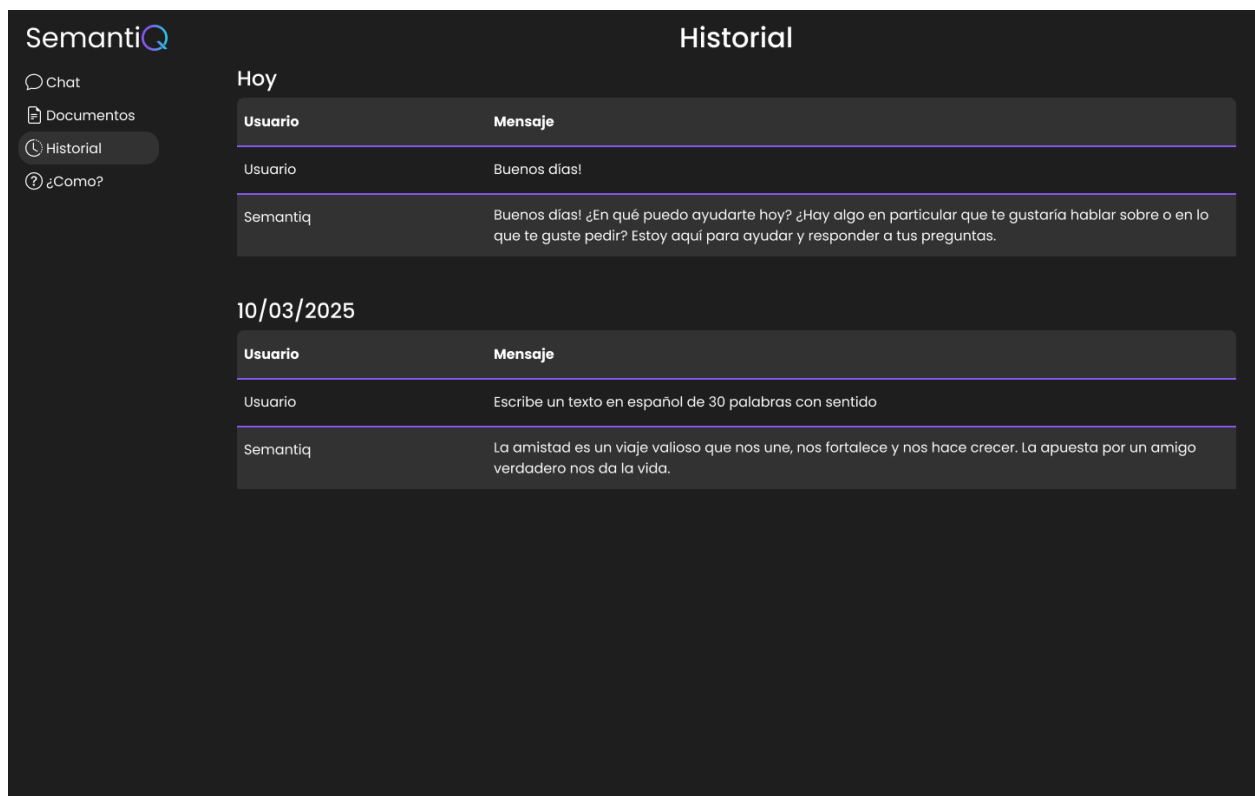 SemantiQ
Historial
Chat
Documentos
Historial
¿Como?
Hoy
Usuario Mensaje
Usuario Buenos días!
Semantiq Buenos días! ¿En qué puedo ayudarte hoy? ¿Hay algo en particular que te gustaría hablar sobre o en lo
que te guste pedir? Estoy aquí para ayudar y responder a tus preguntas.
10/03/2025
Usuario Mensaje
Usuario Escribe un texto en español de 30 palabras con sentido
Semantiq La amistad es un viaje valioso que nos une, nos fortalece y nos hace crecer. La apuesta por un amigo
verdadero nos da la vida.